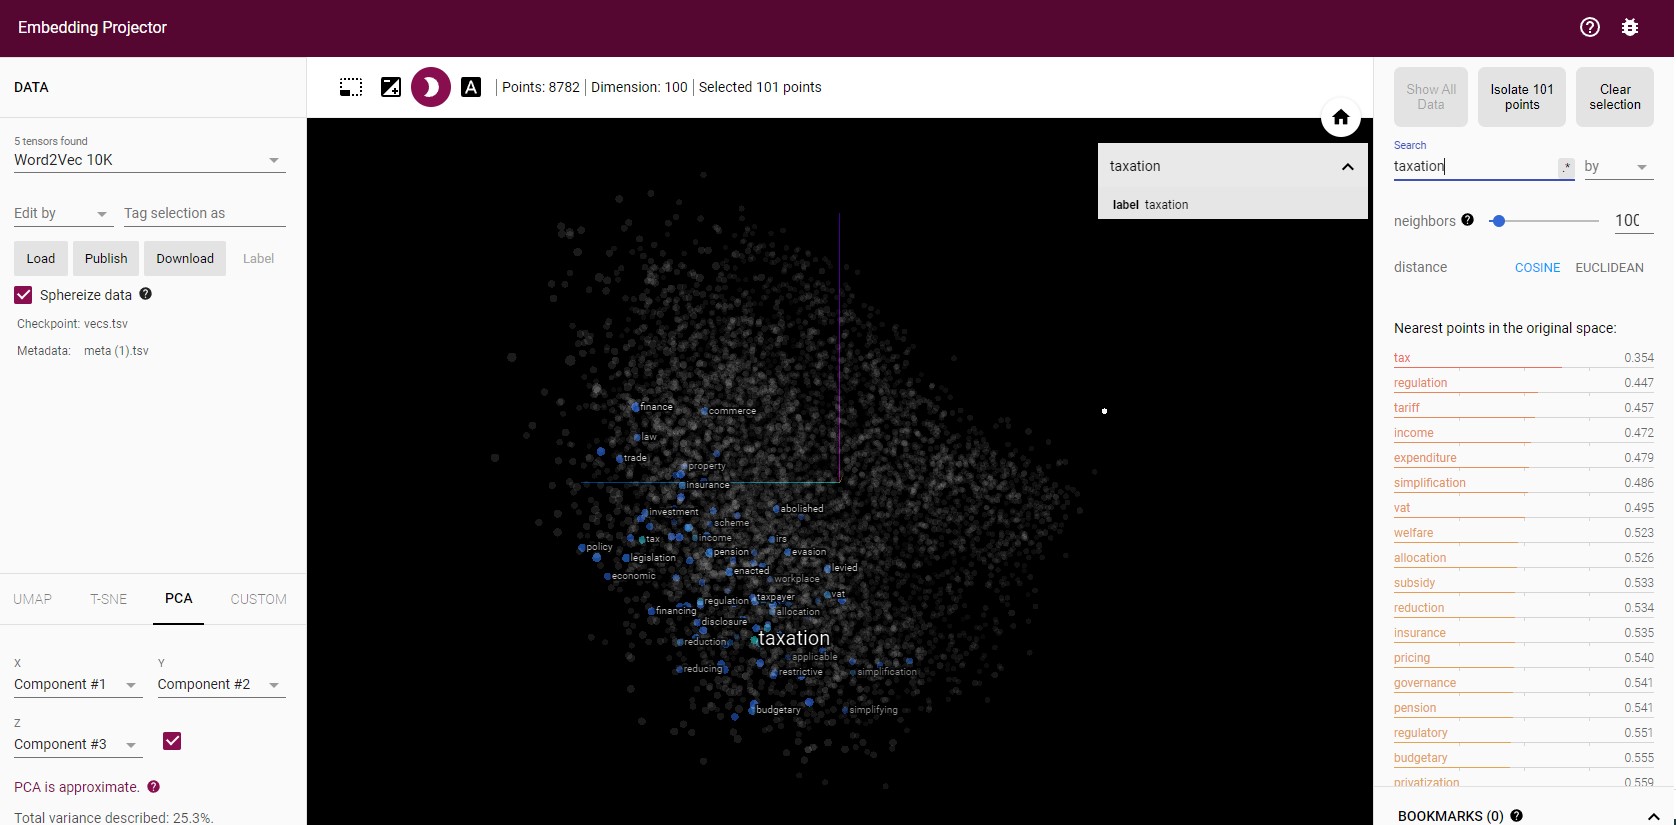 Embedding Projector
DATA
Points: 8782 | Dimension: 100 | Selected 101 points
5 tensors found
Word2Vec 10K
Edit by
Tag selection as
Load
Publish
Download
Label
Sphereize data
Checkpoint: vecs.tsv
Metadata: meta (1).tsv
UMAP
T-SNE
PCA
CUSTOM
X
Component #1
Y
Component #2
Z
Component #3
PCA is approximate.
Total variance described: 25.3%.
taxation
label taxation
finance
commerce
law
trade
property
insurance
investment
abolished
scheme
tax
income
irs
policy
legislation
pension
evasion
economic
enacted
workplace
levied
regulation
taxpayer
vat
financing
allocation
disclosure
reduction
taxation
applicable
reducing
restrictive
simplification
budgetary
simplifying
Show All
Data
Isolate 101
points
Clear
selection
Search
taxation
.*
by
neighbors
100
distance
COSINE
EUCLIDEAN
Nearest points in the original space:
tax 0.354
regulation 0.447
tariff 0.457
income 0.472
expenditure 0.479
simplification 0.486
vat 0.495
welfare 0.523
allocation 0.526
subsidy 0.533
reduction 0.534
insurance 0.535
pricing 0.540
governance 0.541
pension 0.541
regulatory 0.551
budgetary 0.555
privatization 0.559
BOOKMARKS (0)